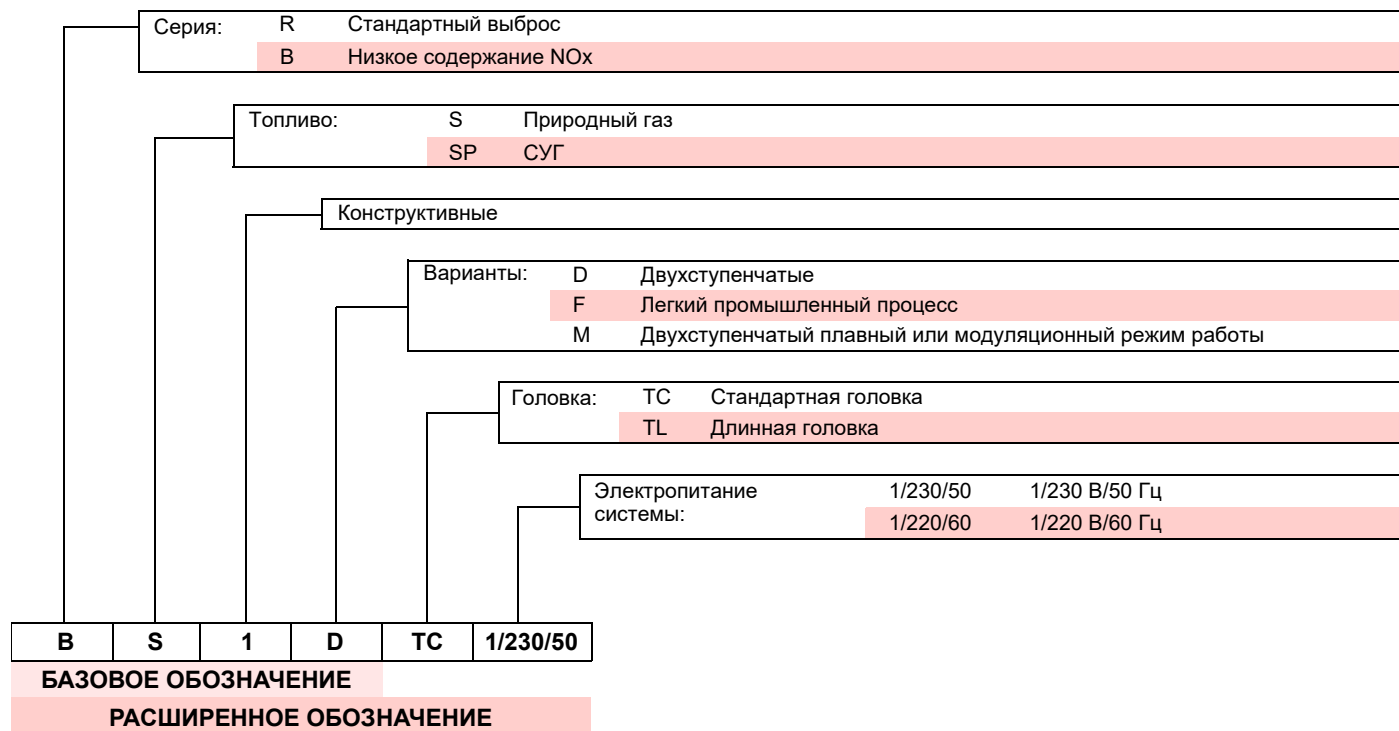 Серия: R Стандартный выброс
B Низкое содержание NOx
Топливо: S Природный газ
SP СУГ
Конструктивные
Варианты: D Двухступенчатые
F Легкий промышленный процесс
M Двухступенчатый плавный или модуляционный режим работы
Головка: TC Стандартная головка
TL Длинная головка
Электропитание 1/230/50 1/230 В/50 Гц
системы: 1/220/60 1/220 В/60 Гц
B S 1 D TC 1/230/50
БАЗОВОЕ ОБОЗНАЧЕНИЕ
РАСШИРЕННОЕ ОБОЗНАЧЕНИЕ